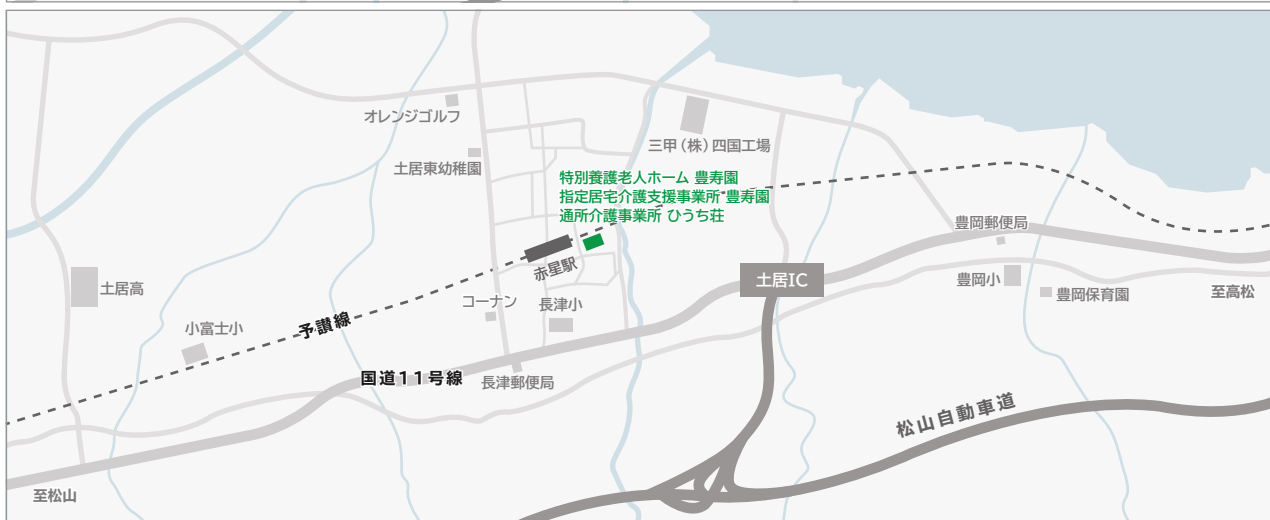 オレンジゴルフ
三甲(株)四国工場
土居東幼稚園
特別養護老人ホーム 豊寿園
指定居宅介護支援事業所 豊寿園
通所介護事業所 ひうち荘
豊岡郵便局
赤星駅
土居IC
豊岡小
土居高
豊岡保育園
至高松
コーナン
長津小
小富士小
予讃線
国道11号線
長津郵便局
松山自動車道
至松山